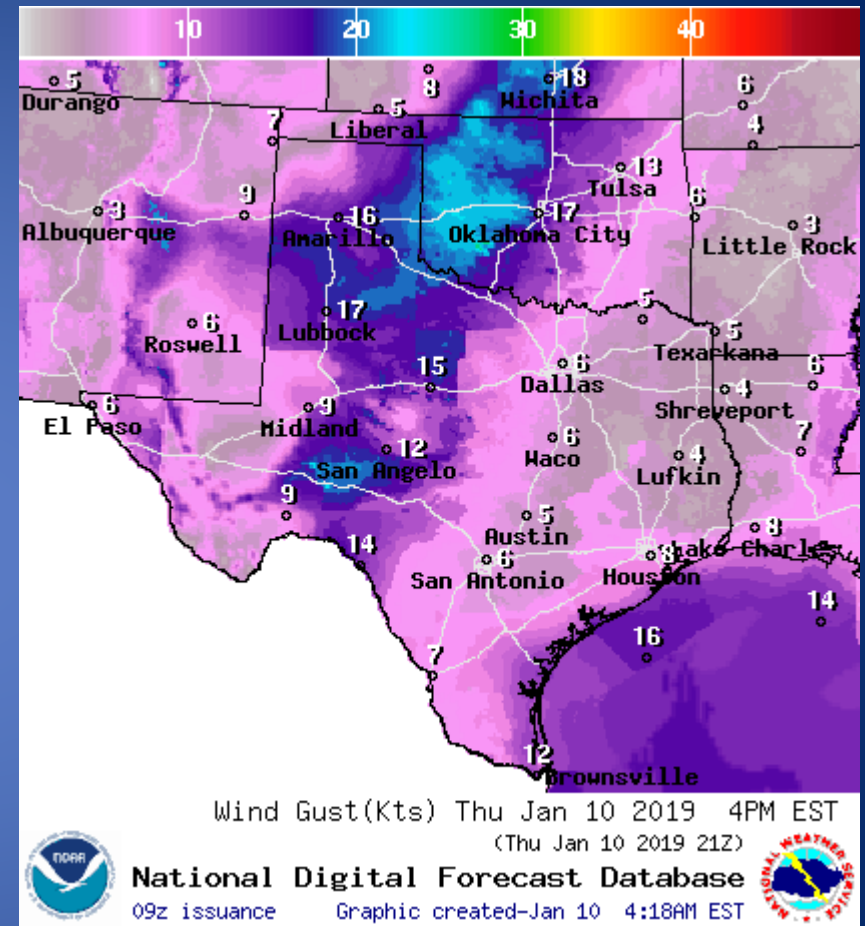 10 20 30 40
5 8 18 6
Durango Wichita
5
Liberal
7 4
13
Tulsa
3 9 16 17 6 3
Albuquerque Amarillo Oklahoma City Little Rock
6 17 5 5
Roswell Lubbock Texarkana
15 6 6
Dallas 4
Shreveport
6 9
El Paso Midland 6 7
12 4
San Angelo Waco Lufkin
9 5 8
Austin
14 6 8 Lake Charles
San Antonio Houston
14
16
7
12
Brownsville
Wind Gust(Kts) Thu Jan 10 2019 4PM EST
(Thu Jan 10 2019 21Z)
National Digital Forecast Database
09z issuance Graphic created-Jan 10 4:18AM EST
NOAA
NATIONAL WEATHER SERVICE